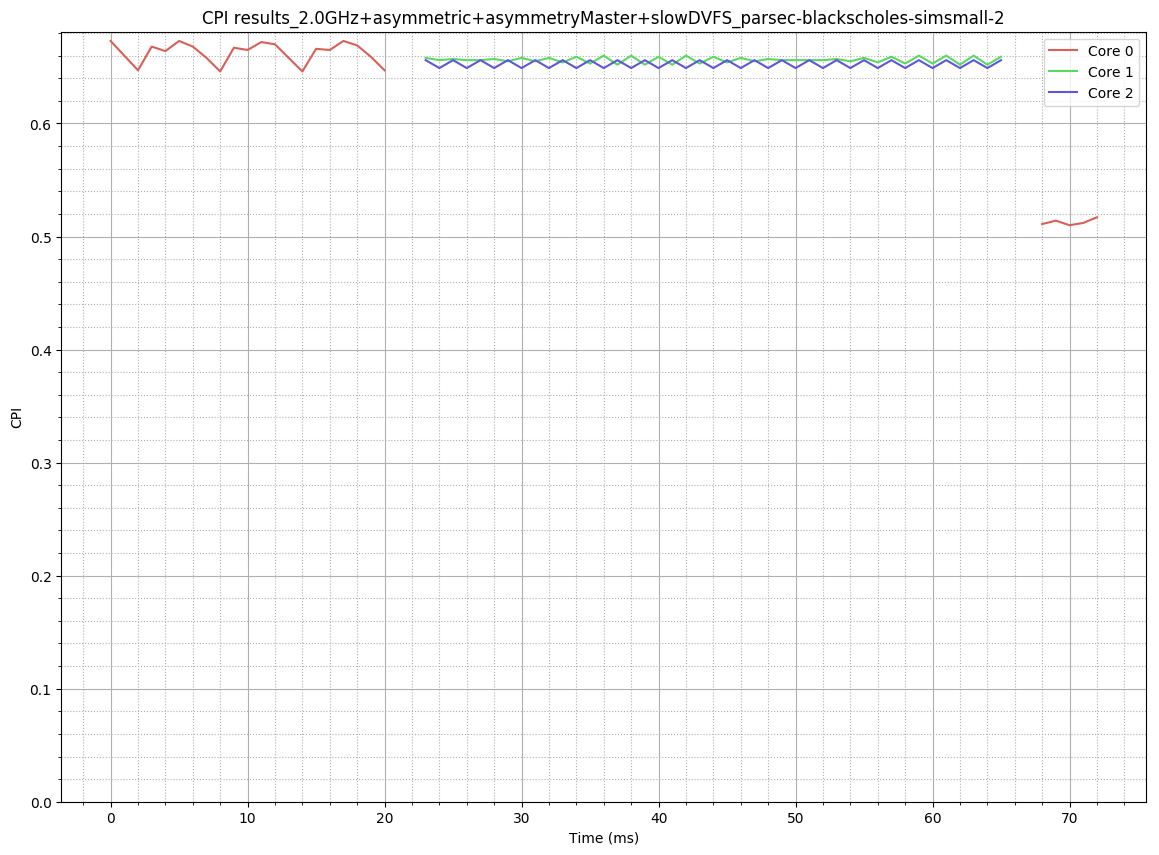 CPI results_2.0GHz+asymmetric+asymmetryMaster+slowDVFS_parsec-blackscholes-simsmall-2
Core 0
Core 1
Core 2
0.6
0.5
0.4
0.3
0.2
0.1
0.0
CPI
0 10 20 30 40 50 60 70
Time (ms)